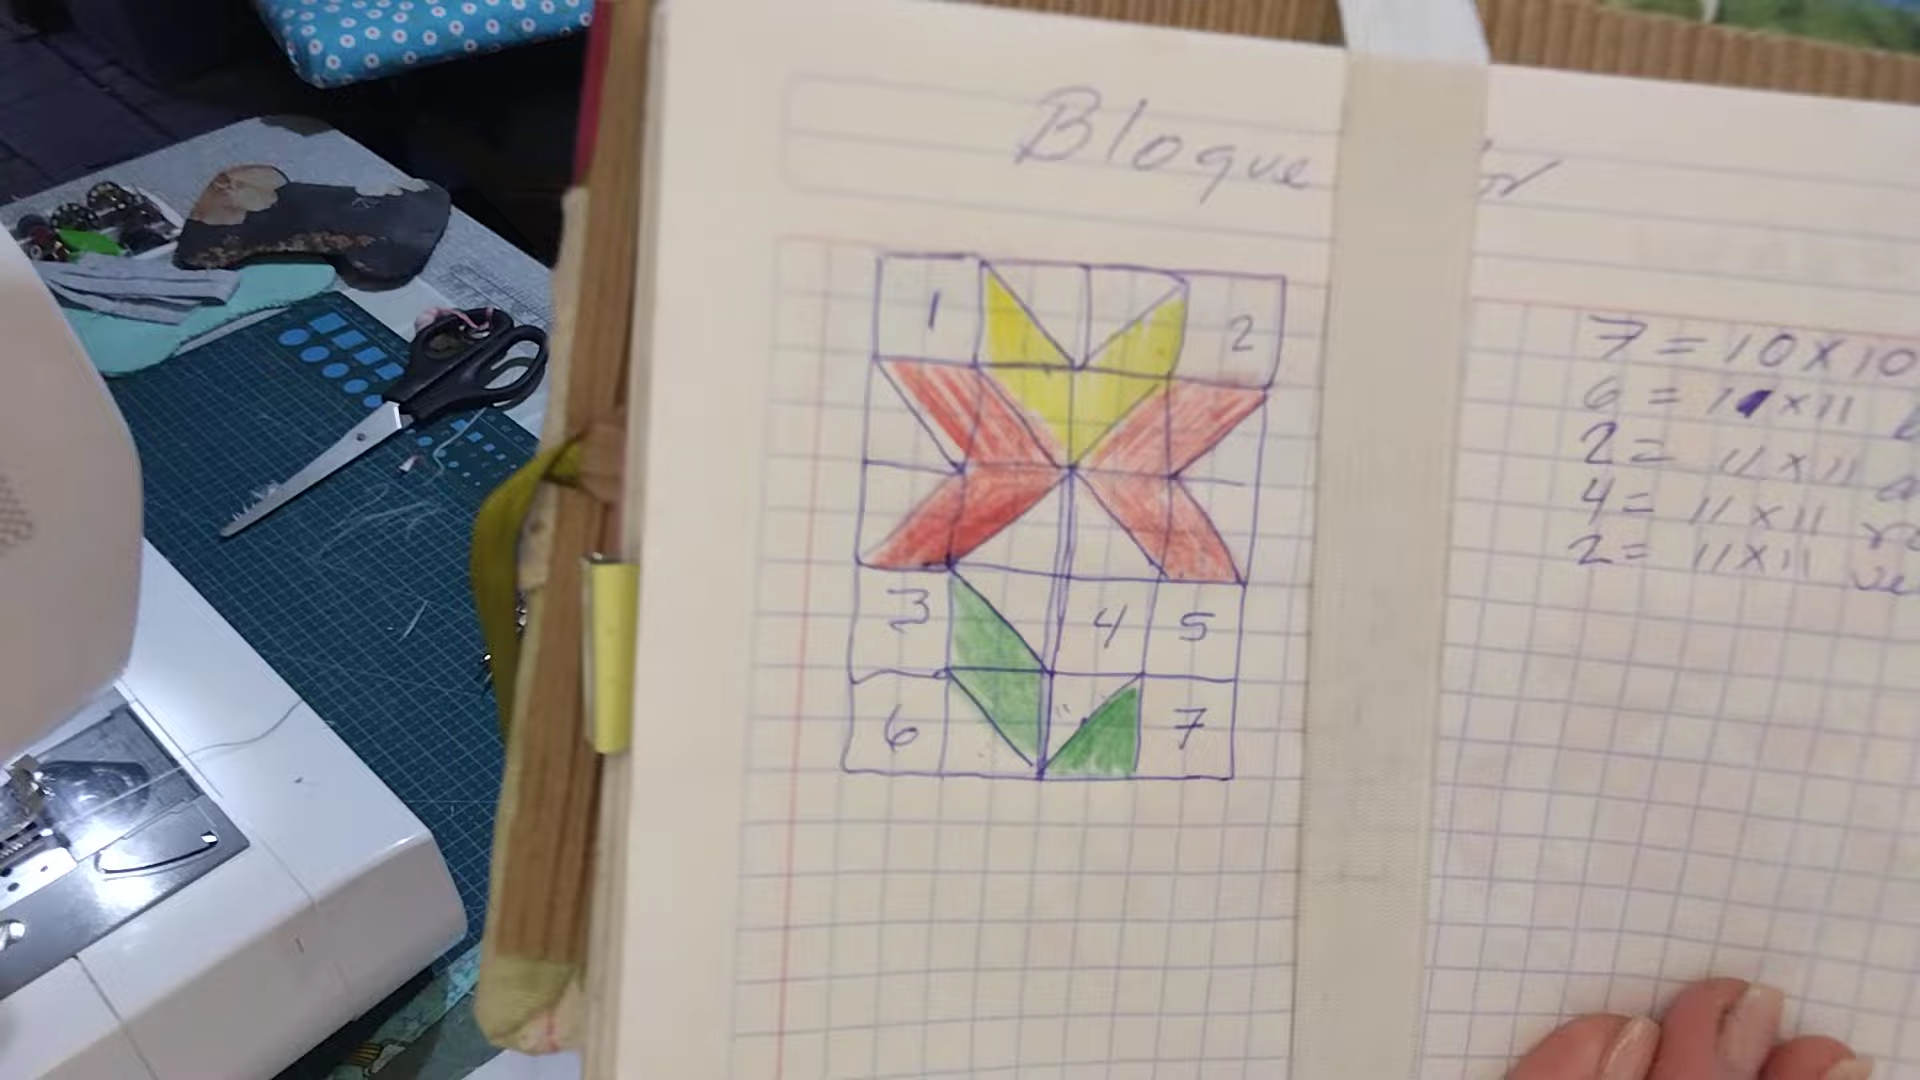 Bloque
1
2
3
4
5
6
7
7 = 10 x 10
6 = 11 x 11
2 = 11 x 11
4 = 11 x 11
2 = 11 x 11